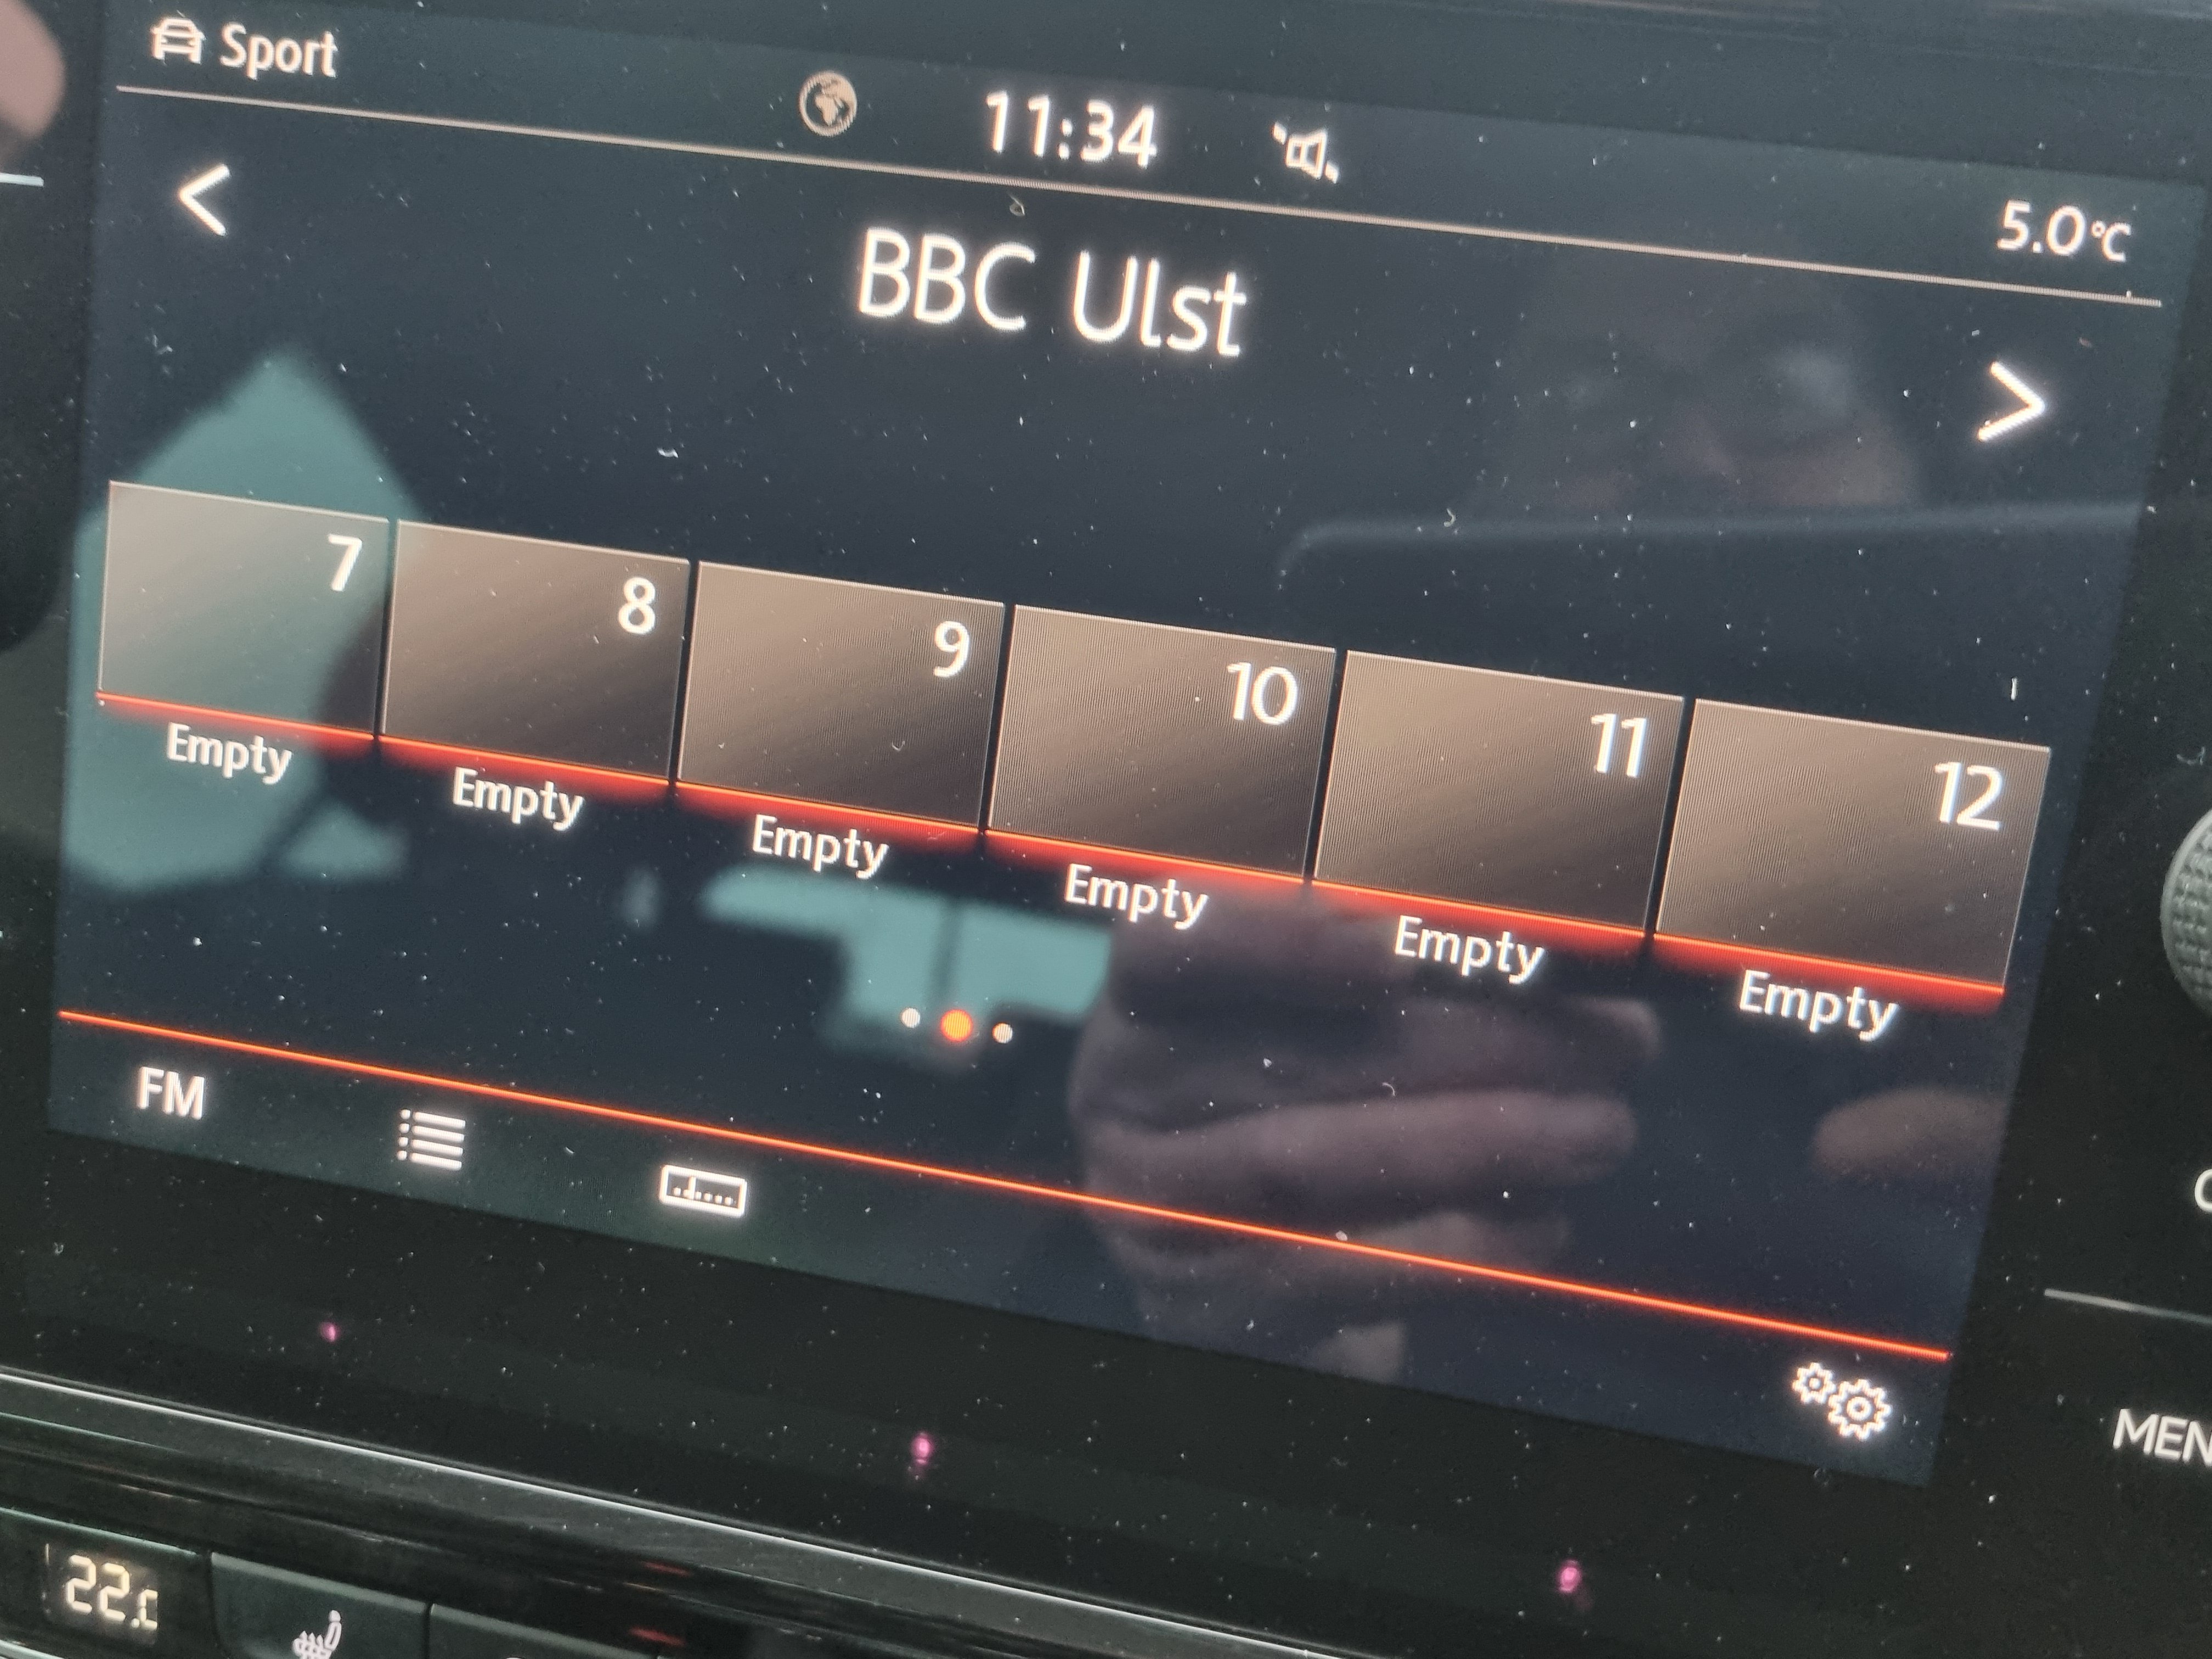 Sport
11:34
5.0°C
BBC Ulst
7 8 9 10 11 12
Empty Empty Empty Empty Empty Empty
FM
MEN